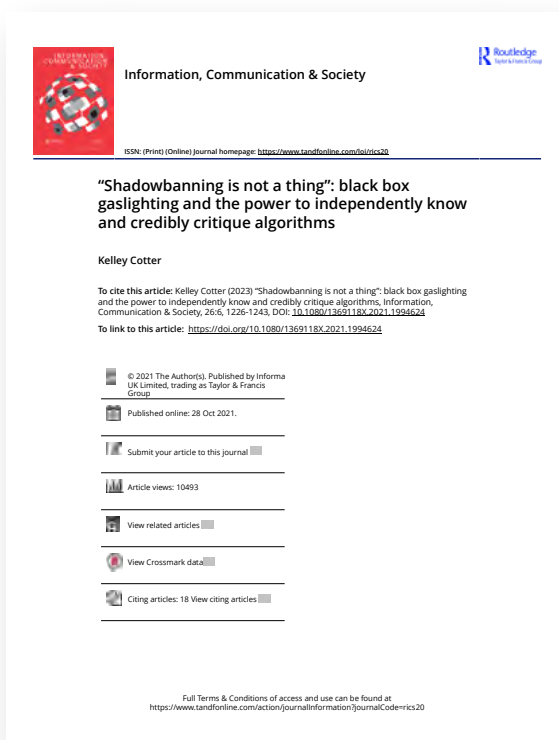 INFORMATION,
COMMUNICATION
& SOCIETY
Routledge
Taylor & Francis Group
Information, Communication & Society
ISSN: (Print) (Online) Journal homepage: https://www.tandfonline.com/loi/rics20
“Shadowbanning is not a thing”: black box
gaslighting and the power to independently know
and credibly critique algorithms
Kelley Cotter
To cite this article: Kelley Cotter (2023) “Shadowbanning is not a thing”: black box gaslighting
and the power to independently know and credibly critique algorithms, Information,
Communication & Society, 26:6, 1226-1243, DOI: 10.1080/1369118X.2021.1994624
To link to this article: https://doi.org/10.1080/1369118X.2021.1994624
© 2021 The Author(s). Published by Informa
UK Limited, trading as Taylor & Francis
Group
Published online: 28 Oct 2021.
Submit your article to this journal
Article views: 10493
View related articles
View Crossmark data
Citing articles: 18 View citing articles
Full Terms & Conditions of access and use can be found at
https://www.tandfonline.com/action/journalInformation?journalCode=rics20